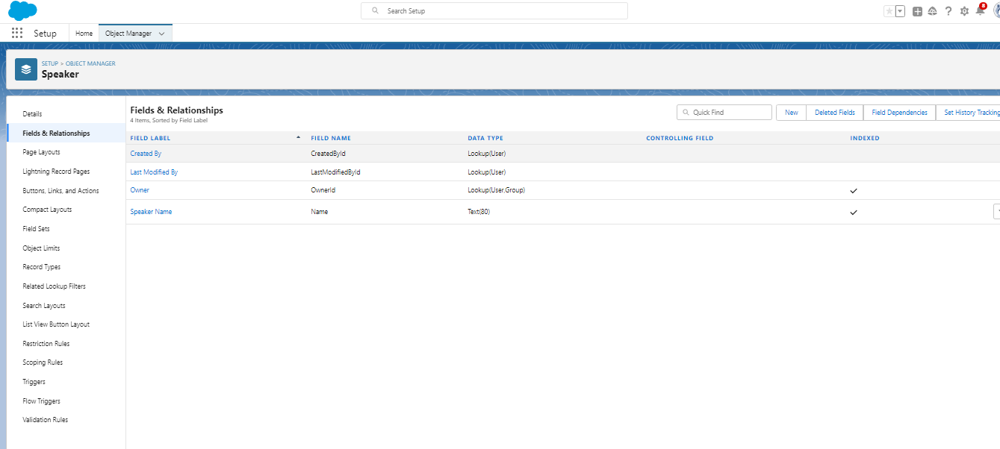 Search Setup
8
Setup
Home
Object Manager
SETUP > OBJECT MANAGER
Speaker
Details
Fields & Relationships
Page Layouts
Lightning Record Pages
Buttons, Links, and Actions
Compact Layouts
Field Sets
Object Limits
Record Types
Related Lookup Filters
Search Layouts
List View Button Layout
Restriction Rules
Scoping Rules
Triggers
Flow Triggers
Validation Rules
Fields & Relationships
4 Items, Sorted by Field Label
Quick Find
New
Deleted Fields
Field Dependencies
Set History Tracking
FIELD LABEL FIELD NAME DATA TYPE CONTROLLING FIELD INDEXED
Created By CreatedById Lookup(User)
Last Modified By LastModifiedById Lookup(User)
Owner OwnerId Lookup(User,Group)
Speaker Name Name Text(80)